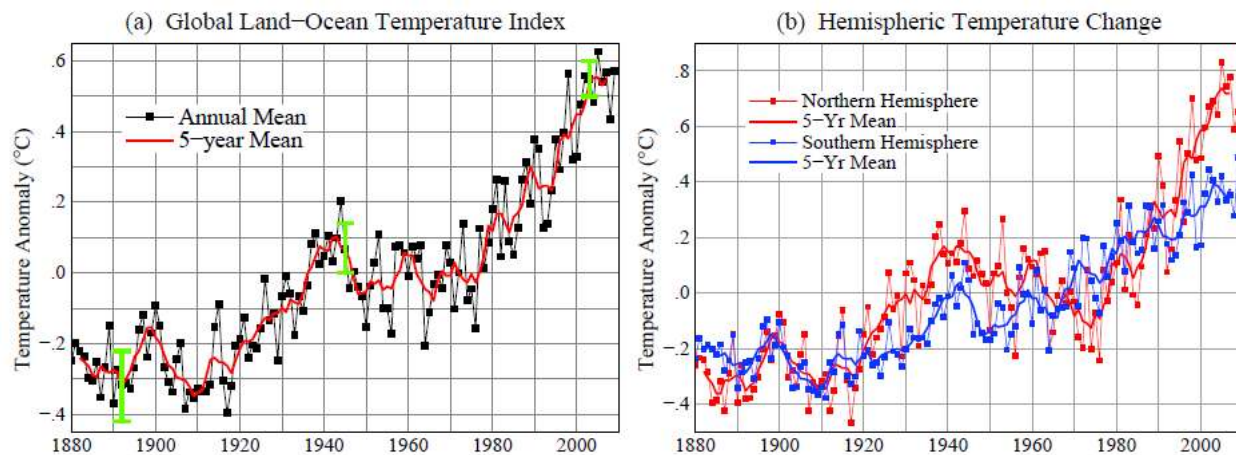 (a) Global Land−Ocean Temperature Index
.6
.4
.2
.0
−.2
−.4
Temperature Anomaly (°C)
Annual Mean
5−year Mean
1880 1900 1920 1940 1960 1980 2000
(b) Hemispheric Temperature Change
.8
.6
.4
.2
.0
−.2
−.4
Temperature Anomaly (°C)
Northern Hemisphere
5−Yr Mean
Southern Hemisphere
5−Yr Mean
1880 1900 1920 1940 1960 1980 2000